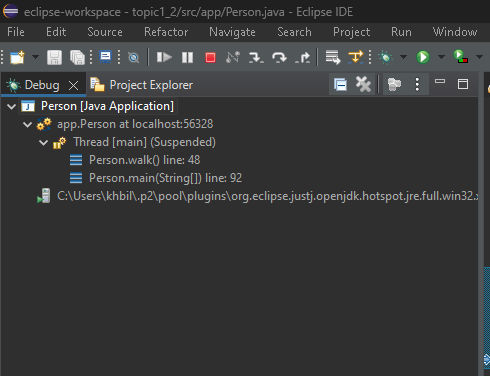 eclipse-workspace - topic1_2/src/app/Person.java - Eclipse IDE
File Edit Source Refactor Navigate Search Project Run Window Help
Debug Project Explorer
Person [Java Application]
app.Person at localhost:56328
Thread [main] (Suspended)
Person.walk() line: 48
Person.main(String[]) line: 92
C:\Users\khbil\.p2\pool\plugins\org.eclipse.justj.openjdk.hotspot.jre.full.win32.x